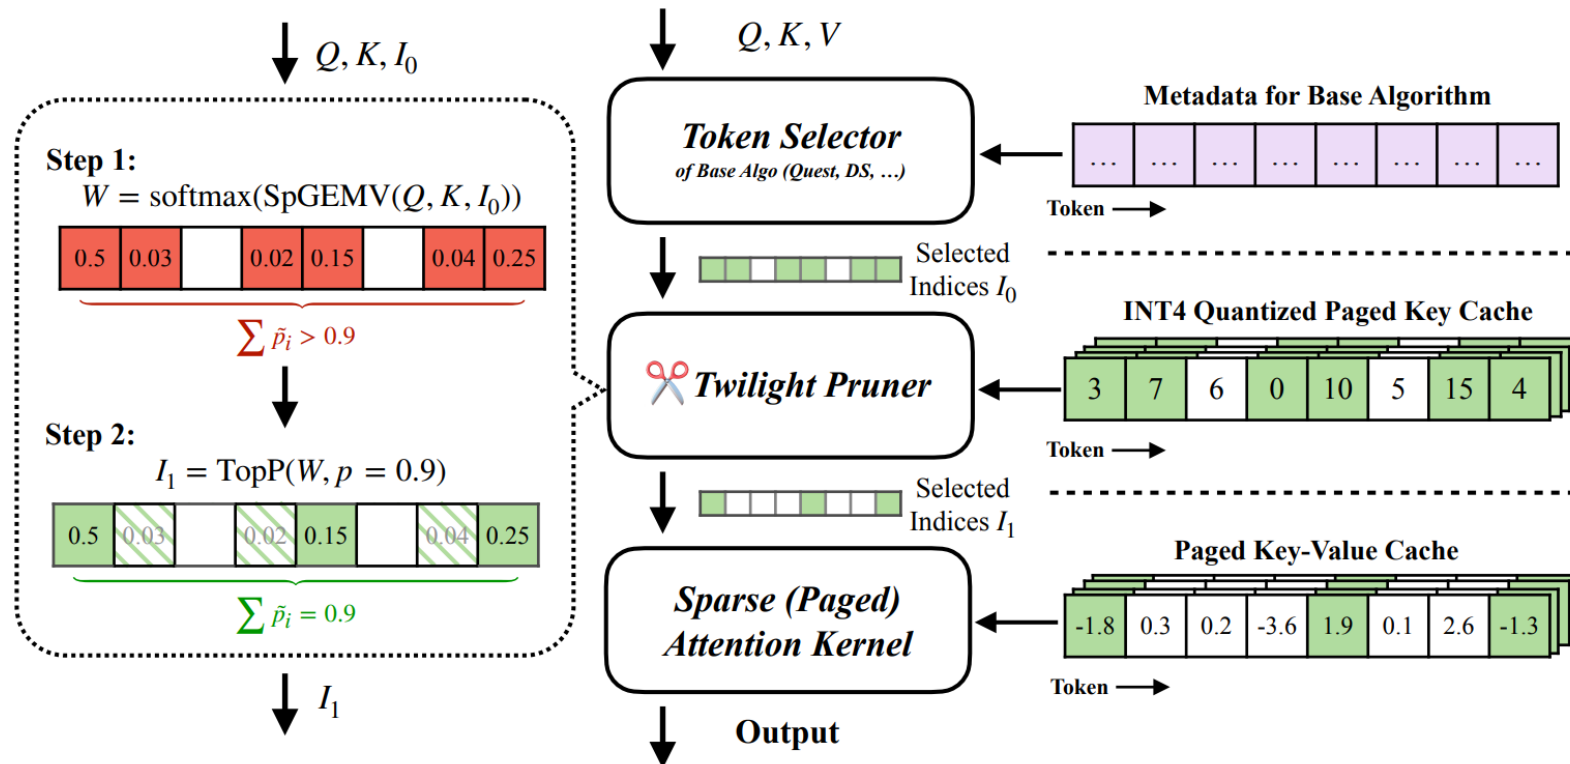 Q, K, I₀
Step 1:
W = softmax(SpGEMV(Q, K, I₀))
0.5 0.03 0.02 0.15 0.04 0.25
∑ p̃ᵢ > 0.9
Step 2:
I₁ = TopP(W, p = 0.9)
0.5 0.03 0.02 0.15 0.04 0.25
∑ p̃ᵢ = 0.9
I₁
Q, K, V
Token Selector
of Base Algo (Quest, DS, …)
Selected
Indices I₀
Twilight Pruner
Selected
Indices I₁
Sparse (Paged)
Attention Kernel
Output
Metadata for Base Algorithm
… … … … … … … …
Token
INT4 Quantized Paged Key Cache
3 7 6 0 10 5 15 4
Token
Paged Key-Value Cache
-1.8 0.3 0.2 -3.6 1.9 0.1 2.6 -1.3
Token